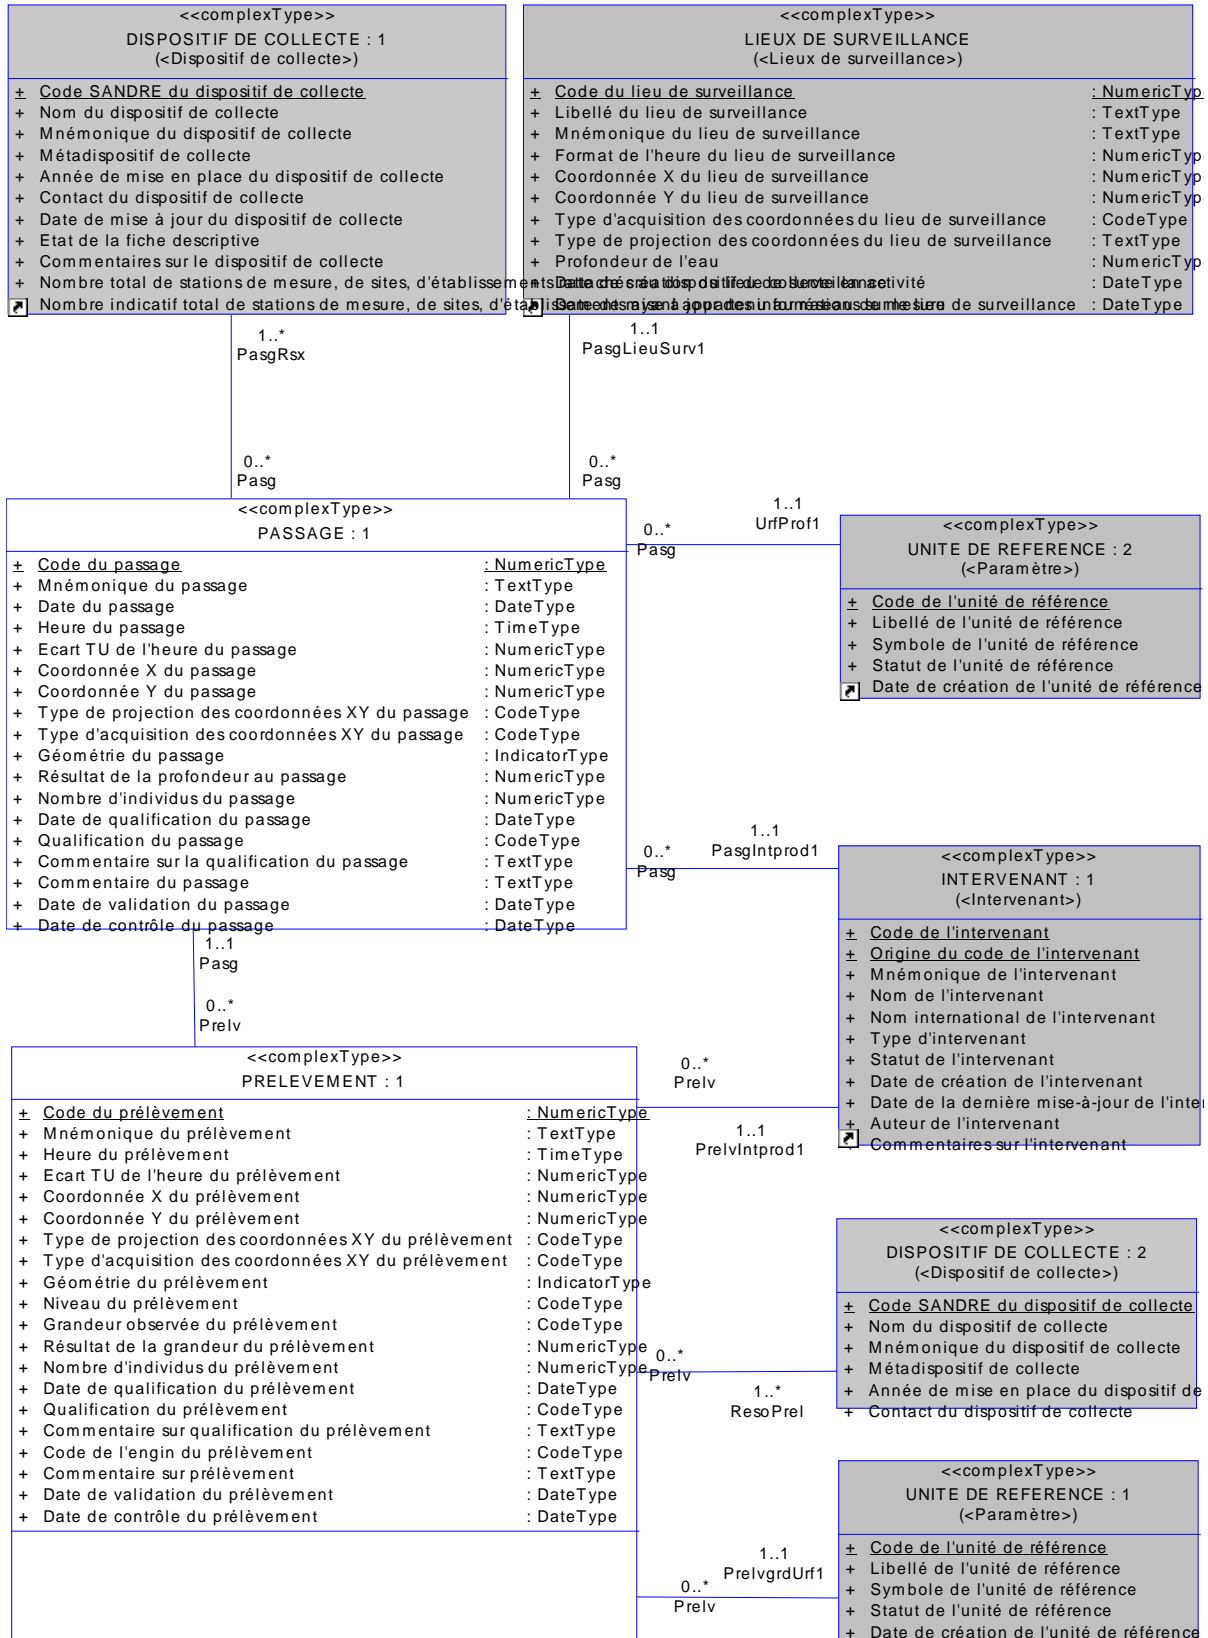 <<complexType>>
DISPOSITIF DE COLLECTE : 1
(<Dispositif de collecte>)
+ Code SANDRE du dispositif de collecte
+ Nom du dispositif de collecte
+ Mnémonique du dispositif de collecte
+ Métadispositif de collecte
+ Année de mise en place du dispositif de collecte
+ Contact du dispositif de collecte
+ Date de mise à jour du dispositif de collecte
+ Etat de la fiche descriptive
+ Commentaires sur le dispositif de collecte
+ Nombre total de stations de mesure, de sites, d'établissements
Nombre indicatif total de stations de mesure, de sites, d'établissements
<<complexType>>
LIEUX DE SURVEILLANCE
(<Lieux de surveillance>)
+ Code du lieu de surveillance : NumericTyp
+ Libellé du lieu de surveillance : TextType
+ Mnémonique du lieu de surveillance : TextType
+ Format de l'heure du lieu de surveillance : NumericTyp
+ Coordonnée X du lieu de surveillance : NumericTyp
+ Coordonnée Y du lieu de surveillance : NumericTyp
+ Type d'acquisition des coordonnées du lieu de surveillance : CodeType
+ Type de projection des coordonnées du lieu de surveillance : TextType
+ Profondeur de l'eau : NumericTyp
: DateType
de surveillance : DateType
1..*
PasgRsx
1..1
PasgLieuSurv1
0..*
Pasg
0..*
Pasg
<<complexType>>
PASSAGE : 1
+ Code du passage : NumericType
+ Mnémonique du passage : TextType
+ Date du passage : DateType
+ Heure du passage : TimeType
+ Ecart TU de l'heure du passage : NumericType
+ Coordonnée X du passage : NumericType
+ Coordonnée Y du passage : NumericType
+ Type de projection des coordonnées XY du passage : CodeType
+ Type d'acquisition des coordonnées XY du passage : CodeType
+ Géométrie du passage : IndicatorType
+ Résultat de la profondeur au passage : NumericType
+ Nombre d'individus du passage : NumericType
+ Date de qualification du passage : DateType
+ Qualification du passage : CodeType
+ Commentaire sur la qualification du passage : TextType
+ Commentaire du passage : TextType
+ Date de validation du passage : DateType
+ Date de contrôle du passage : DateType
0..*
Pasg
1..1
UrfProf1
<<complexType>>
UNITE DE REFERENCE : 2
(<Paramètre>)
+ Code de l'unité de référence
+ Libellé de l'unité de référence
+ Symbole de l'unité de référence
+ Statut de l'unité de référence
Date de création de l'unité de référence
0..*
Pasg
1..1
PasgIntprod1
<<complexType>>
INTERVENANT : 1
(<Intervenant>)
+ Code de l'intervenant
+ Origine du code de l'intervenant
+ Mnémonique de l'intervenant
+ Nom de l'intervenant
+ Nom international de l'intervenant
+ Type d'intervenant
+ Statut de l'intervenant
+ Date de création de l'intervenant
+ Date de la dernière mise-à-jour de l'inter
+ Auteur de l'intervenant
+ Commentaires sur l'intervenant
1..1
Pasg
0..*
Prelv
<<complexType>>
PRELEVEMENT : 1
+ Code du prélèvement : NumericType
+ Mnémonique du prélèvement : TextType
+ Heure du prélèvement : TimeType
+ Ecart TU de l'heure du prélèvement : NumericType
+ Coordonnée X du prélèvement : NumericType
+ Coordonnée Y du prélèvement : NumericType
+ Type de projection des coordonnées XY du prélèvement : CodeType
+ Type d'acquisition des coordonnées XY du prélèvement : CodeType
+ Géométrie du prélèvement : IndicatorType
+ Niveau du prélèvement : CodeType
+ Grandeur observée du prélèvement : CodeType
+ Résultat de la grandeur du prélèvement : NumericType
+ Nombre d'individus du prélèvement : NumericType
+ Date de qualification du prélèvement : DateType
+ Qualification du prélèvement : CodeType
+ Commentaire sur qualification du prélèvement : TextType
+ Code de l'engin du prélèvement : CodeType
+ Commentaire sur prélèvement : TextType
+ Date de validation du prélèvement : DateType
+ Date de contrôle du prélèvement : DateType
0..*
Prelv
1..1
PrelvIntprod1
<<complexType>>
DISPOSITIF DE COLLECTE : 2
(<Dispositif de collecte>)
+ Code SANDRE du dispositif de collecte
+ Nom du dispositif de collecte
+ Mnémonique du dispositif de collecte
+ Métadispositif de collecte
+ Année de mise en place du dispositif de
+ Contact du dispositif de collecte
0..*
Prelv
1..*
ResoPrel
<<complexType>>
UNITE DE REFERENCE : 1
(<Paramètre>)
+ Code de l'unité de référence
+ Libellé de l'unité de référence
+ Symbole de l'unité de référence
+ Statut de l'unité de référence
+ Date de création de l'unité de référence
1..1
PrelvgrdUrf1
0..*
Prelv